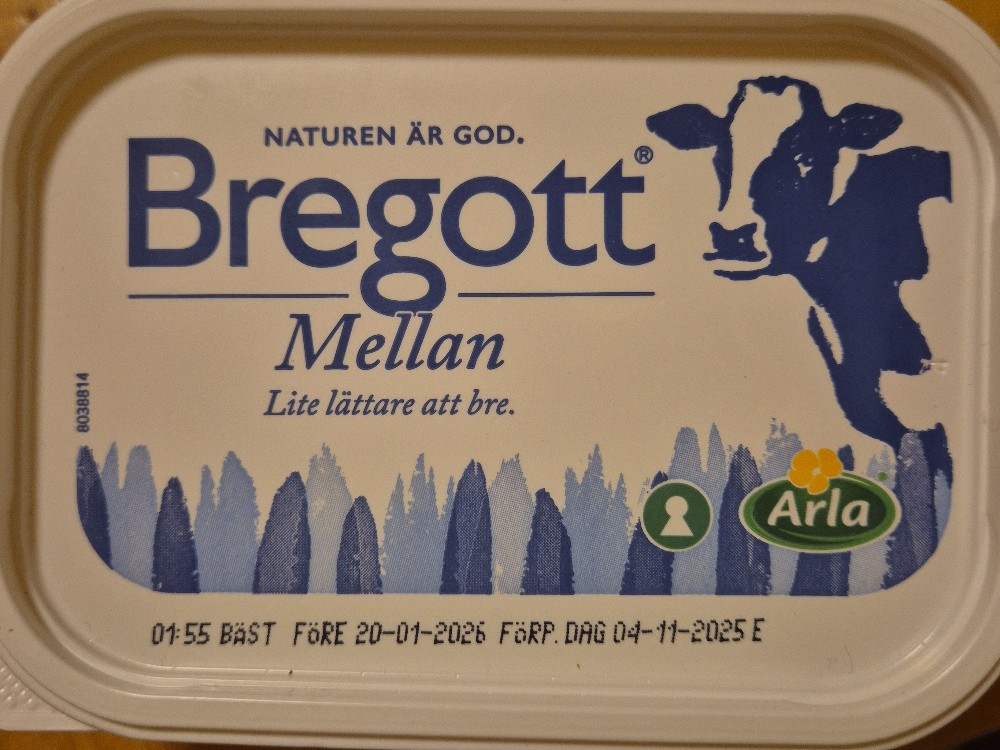 NATUREN ÄR GOD.
Bregott®
Mellan
Lite lättare att bre.
8038814
Arla
01:55 BÄST FÖRE 20-01-2026 FÖRP. DAG 04-11-2025 E